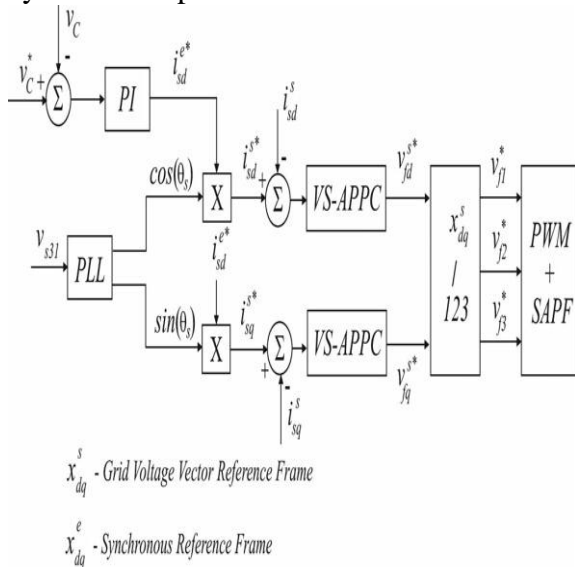 v_C
v_C^* + - Σ PI i_sd^e*
i_sd^s
cos(θ_s) X i_sd^s* + - Σ VS-APPC v_fd^s*
v_s31 PLL
i_sd^e*
sin(θ_s) X i_sq^s* + - Σ VS-APPC v_fq^s*
i_sq^s
x_dq^s / 123
v_f1^*
v_f2^*
v_f3^*
PWM + SAPF
x_dq^s - Grid Voltage Vector Reference Frame
x_dq^e - Synchronous Reference Frame